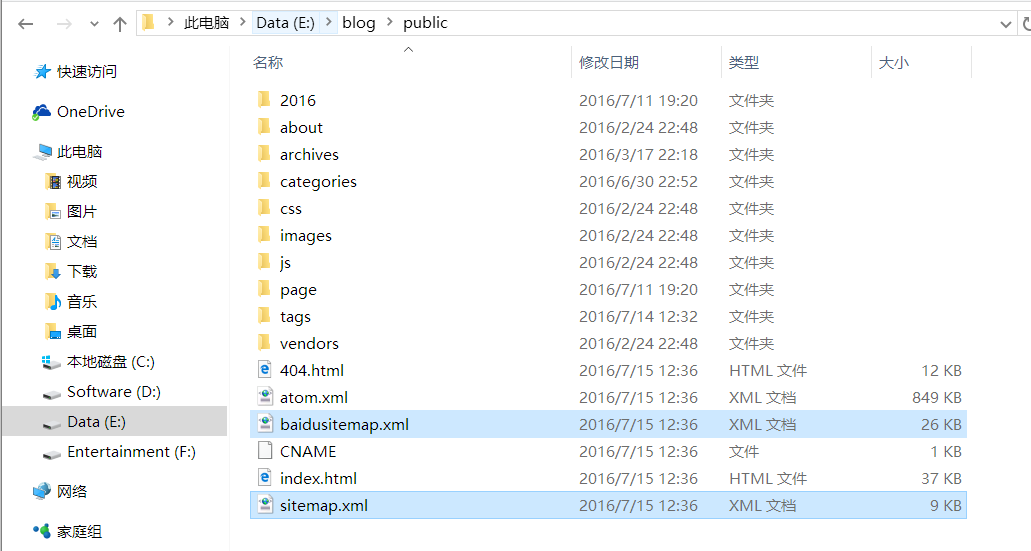 此电脑 Data (E:) blog public
名称 修改日期 类型 大小
快速访问
OneDrive
此电脑
视频
图片
文档
下载
音乐
桌面
本地磁盘 (C:)
Software (D:)
Data (E:)
Entertainment (F:)
网络
家庭组
2016 2016/7/11 19:20 文件夹
about 2016/2/24 22:48 文件夹
archives 2016/3/17 22:18 文件夹
categories 2016/6/30 22:52 文件夹
css 2016/2/24 22:48 文件夹
images 2016/2/24 22:48 文件夹
js 2016/2/24 22:48 文件夹
page 2016/7/11 19:20 文件夹
tags 2016/7/14 12:32 文件夹
vendors 2016/2/24 22:48 文件夹
404.html 2016/7/15 12:36 HTML 文件 12 KB
atom.xml 2016/7/15 12:36 XML 文档 849 KB
baidusitemap.xml 2016/7/15 12:36 XML 文档 26 KB
CNAME 2016/7/15 12:36 文件 1 KB
index.html 2016/7/15 12:36 HTML 文件 37 KB
sitemap.xml 2016/7/15 12:36 XML 文档 9 KB